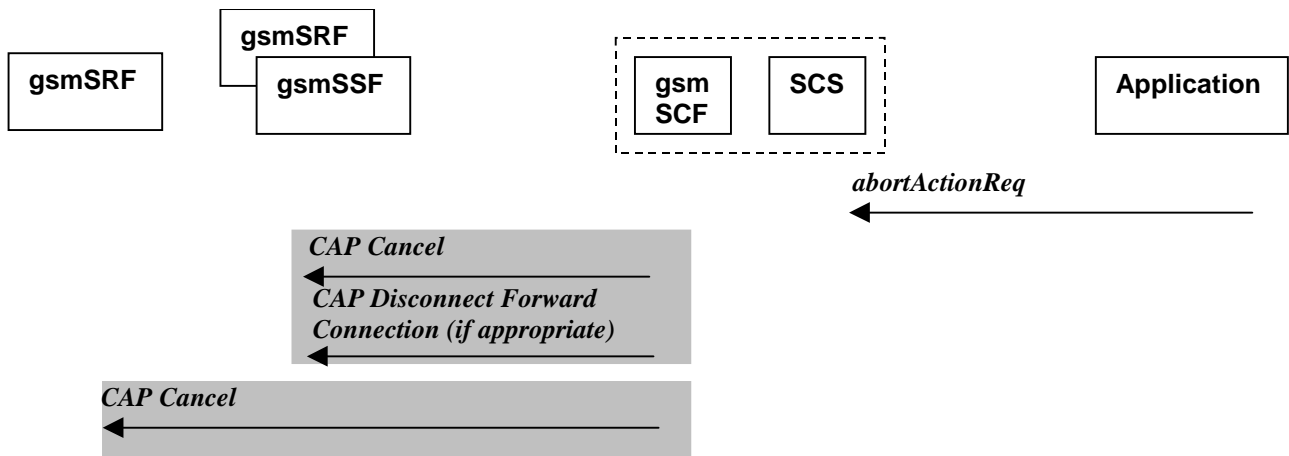 gsmSRF
gsmSRF
gsmSSF
gsm
SCF
SCS
Application
abortActionReq
CAP Cancel
CAP Disconnect Forward
Connection (if appropriate)
CAP Cancel